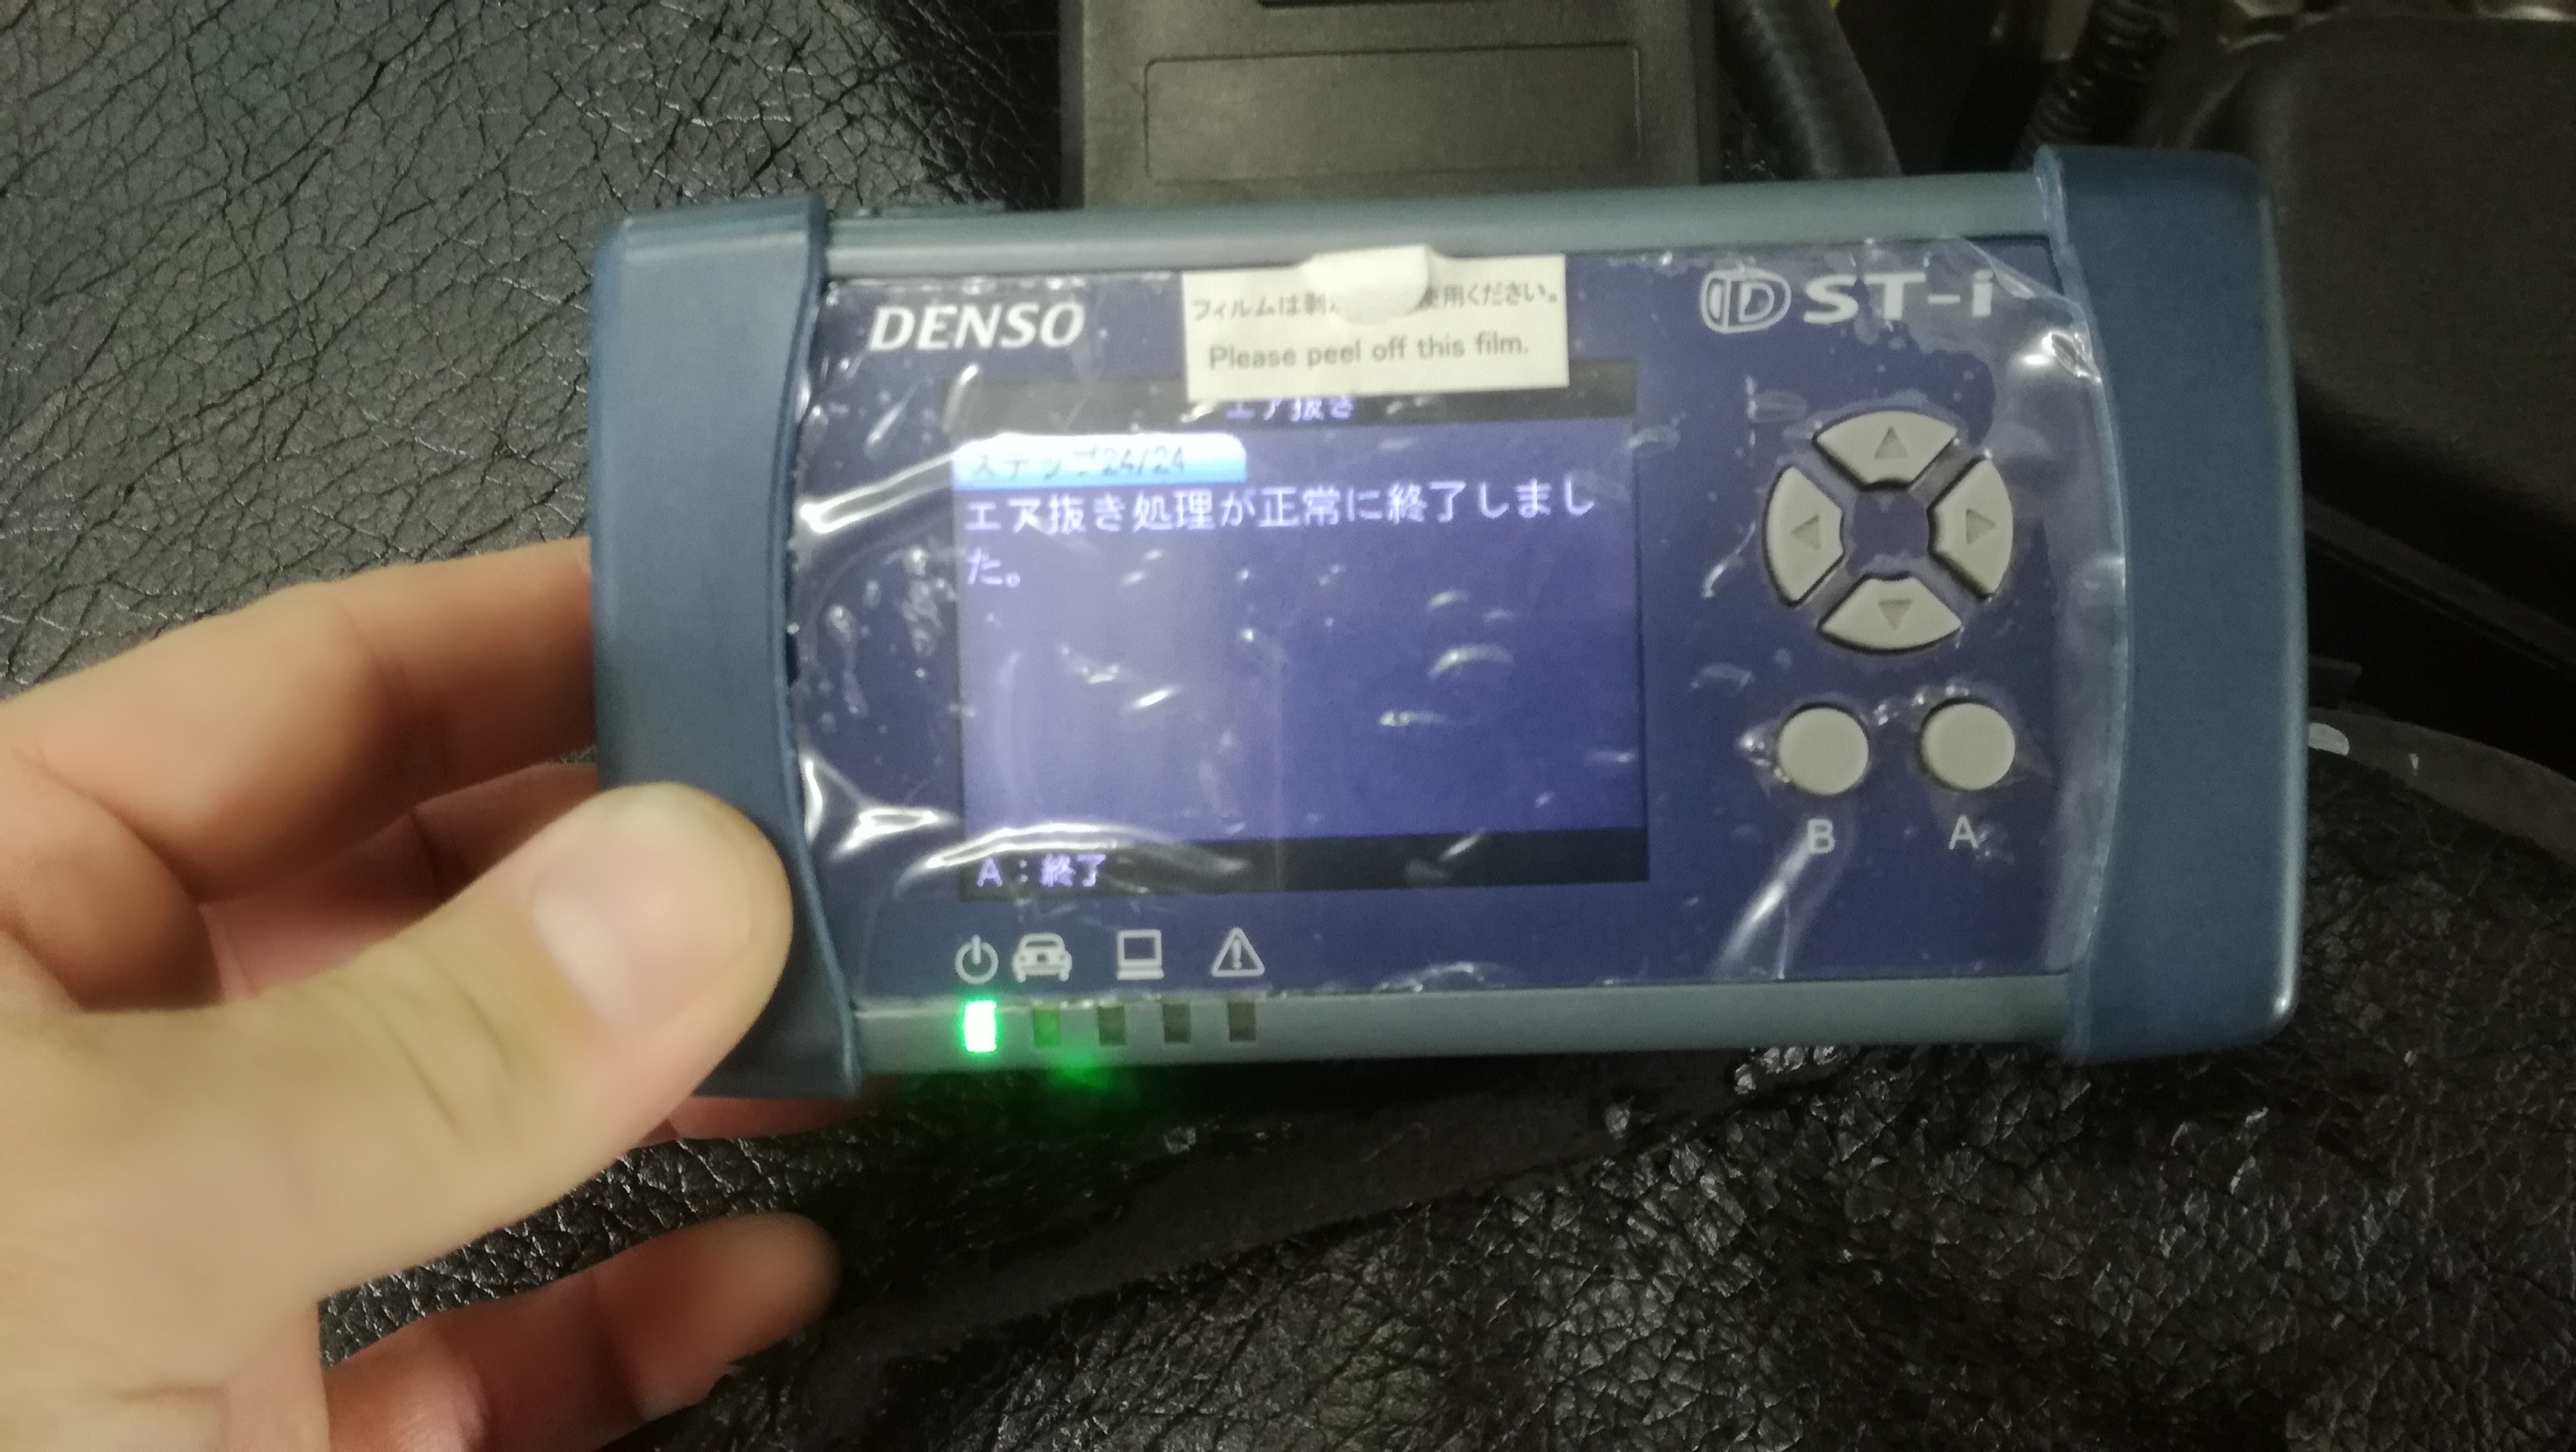 DENSO
フィルムは剥 使用ください。
Please peel off this film.
D ST-i
エア抜き
ステップ24/24
エア抜き処理が正常に終了しまし
た。
A：終了
B A